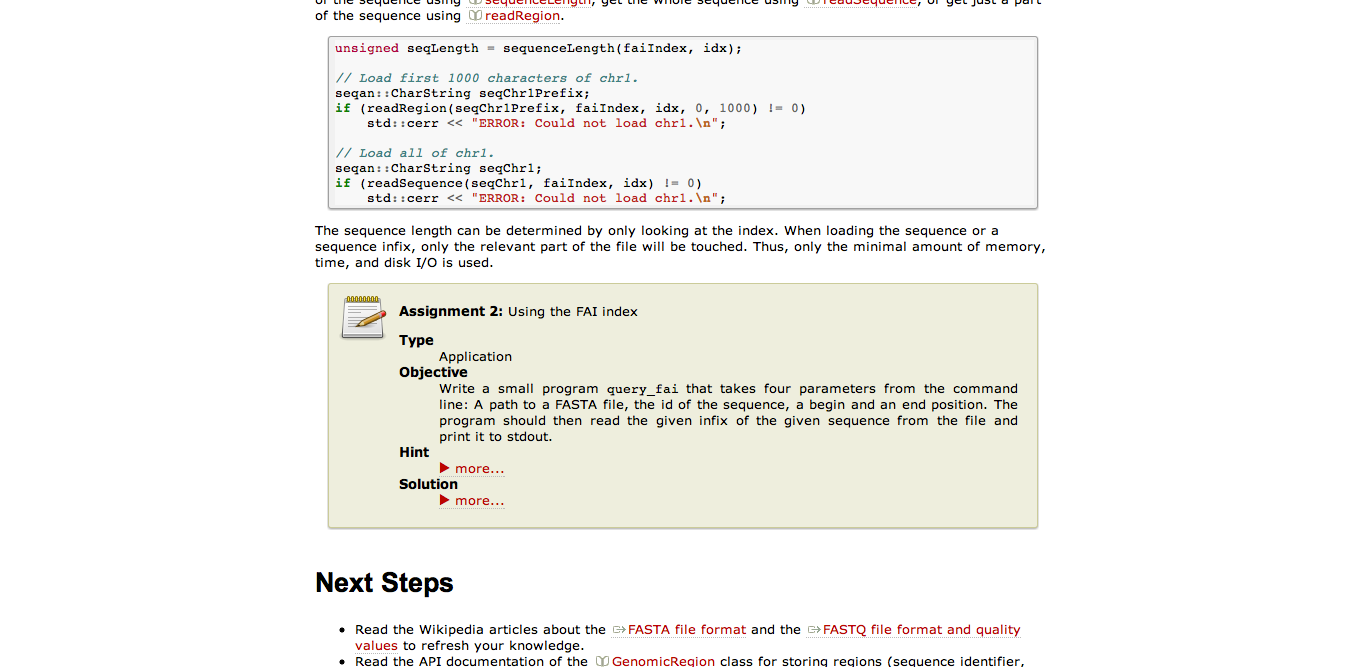 of the sequence using sequenceLength, get the whole sequence using readSequence, or get just a part
of the sequence using readRegion.
unsigned seqLength = sequenceLength(faiIndex, idx);
// Load first 1000 characters of chr1.
seqan::CharString seqChr1Prefix;
if (readRegion(seqChr1Prefix, faiIndex, idx, 0, 1000) != 0)
    std::cerr << "ERROR: Could not load chr1.\n";
// Load all of chr1.
seqan::CharString seqChr1;
if (readSequence(seqChr1, faiIndex, idx) != 0)
    std::cerr << "ERROR: Could not load chr1.\n";
The sequence length can be determined by only looking at the index. When loading the sequence or a
sequence infix, only the relevant part of the file will be touched. Thus, only the minimal amount of memory,
time, and disk I/O is used.
Assignment 2: Using the FAI index
Type
Application
Objective
Write a small program query_fai that takes four parameters from the command
line: A path to a FASTA file, the id of the sequence, a begin and an end position. The
program should then read the given infix of the given sequence from the file and
print it to stdout.
Hint
more...
Solution
more...
Next Steps
• Read the Wikipedia articles about the FASTA file format and the FASTQ file format and quality
values to refresh your knowledge.
• Read the API documentation of the GenomicRegion class for storing regions (sequence identifier,